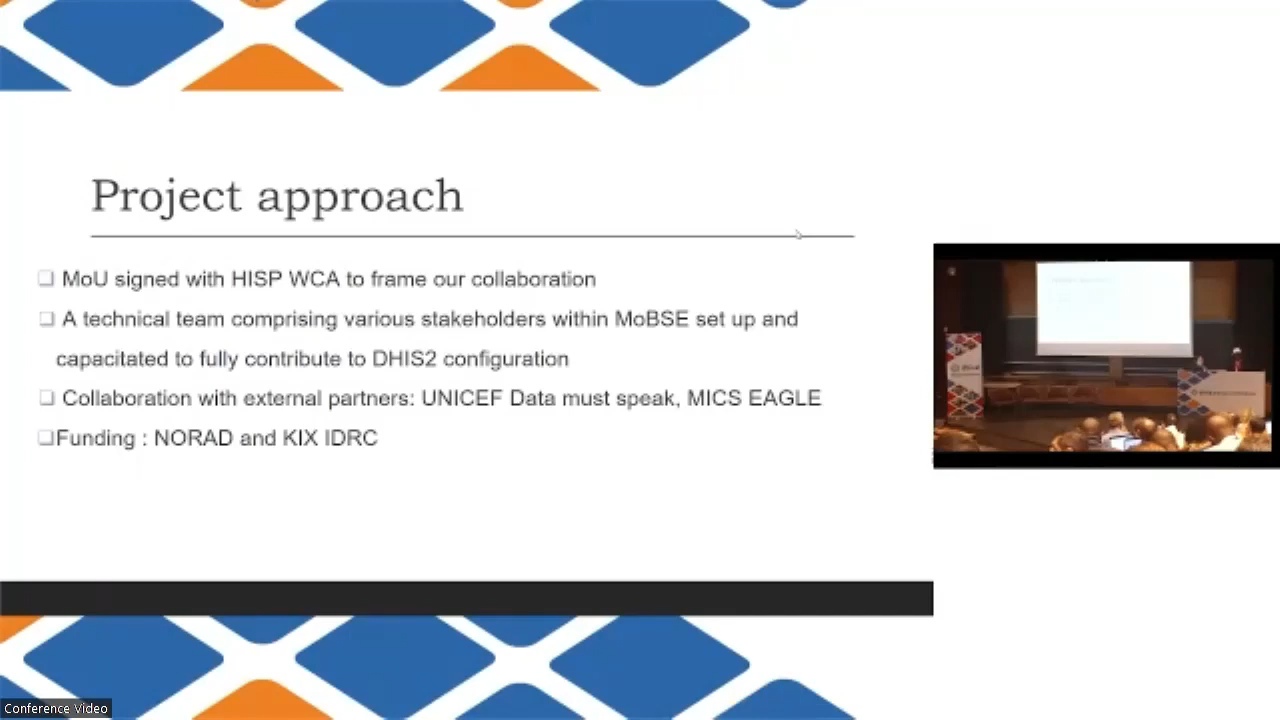 Project approach
MoU signed with HISP WCA to frame our collaboration
A technical team comprising various stakeholders within MoBSE set up and
capacitated to fully contribute to DHIS2 configuration
Collaboration with external partners: UNICEF Data must speak, MICS EAGLE
Funding : NORAD and KIX IDRC
Conference Video